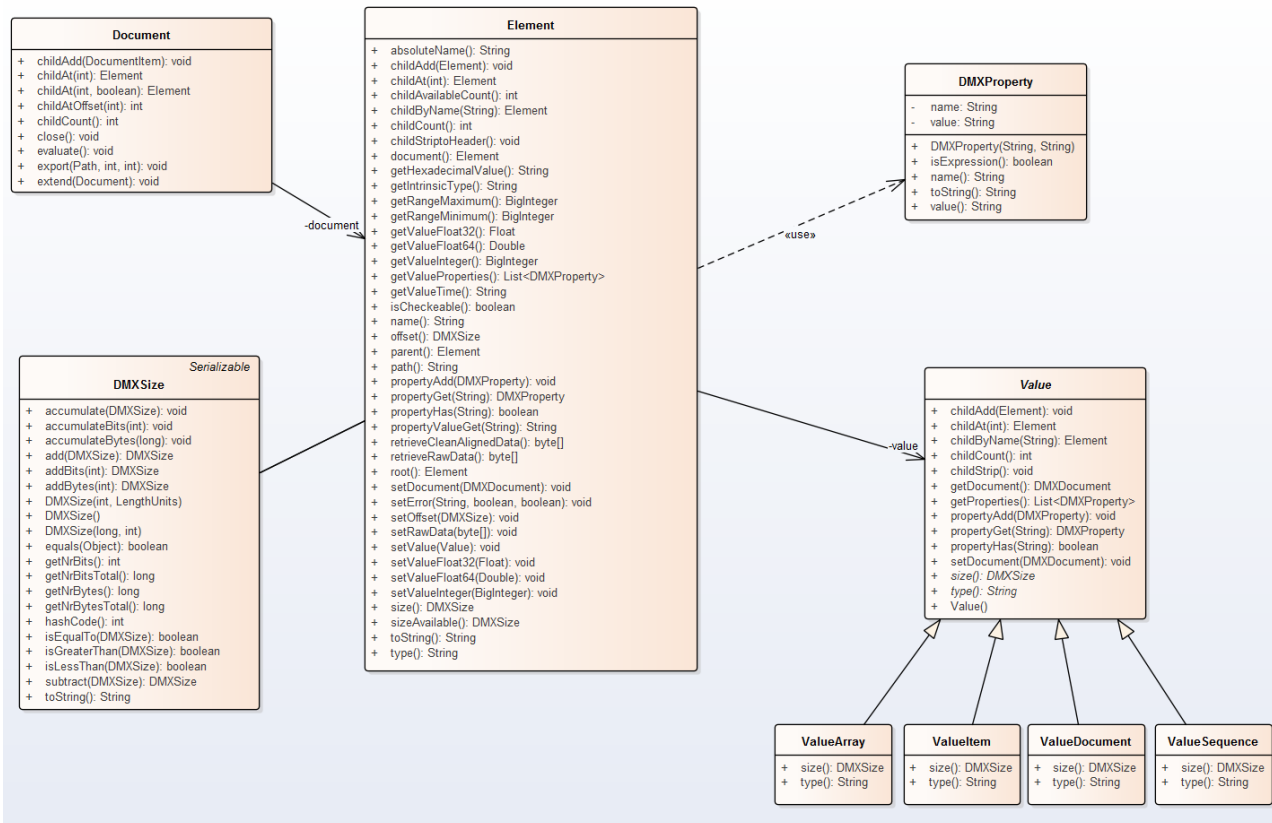 Document
+ childAdd(DocumentItem): void
+ childAt(int): Element
+ childAt(int, boolean): Element
+ childAtOffset(int): int
+ childCount(): int
+ close(): void
+ evaluate(): void
+ export(Path, int, int): void
+ extend(Document): void
-document
Element
+ absoluteName(): String
+ childAdd(Element): void
+ childAt(int): Element
+ childAvailableCount(): int
+ childByName(String): Element
+ childCount(): int
+ childStriptoHeader(): void
+ document(): Element
+ getHexadecimalValue(): String
+ getIntrinsicType(): String
+ getRangeMaximum(): BigInteger
+ getRangeMinimum(): BigInteger
+ getValueFloat32(): Float
+ getValueFloat64(): Double
+ getValueInteger(): BigInteger
+ getValueProperties(): List<DMXProperty>
+ getValueTime(): String
+ isCheckeable(): boolean
+ name(): String
+ offset(): DMXSize
+ parent(): Element
+ path(): String
+ propertyAdd(DMXProperty): void
+ propertyGet(String): DMXProperty
+ propertyHas(String): boolean
+ propertyValueGet(String): String
+ retrieveCleanAlignedData(): byte[]
+ retrieveRawData(): byte[]
+ root(): Element
+ setDocument(DMXDocument): void
+ setError(String, boolean, boolean): void
+ setOffset(DMXSize): void
+ setRawData(byte[]): void
+ setValue(Value): void
+ setValueFloat32(Float): void
+ setValueFloat64(Double): void
+ setValueInteger(BigInteger): void
+ size(): DMXSize
+ sizeAvailable(): DMXSize
+ toString(): String
+ type(): String
«use»
DMXProperty
- name: String
- value: String
+ DMXProperty(String, String)
+ isExpression(): boolean
+ name(): String
+ toString(): String
+ value(): String
Serializable
DMXSize
+ accumulate(DMXSize): void
+ accumulateBits(int): void
+ accumulateBytes(long): void
+ add(DMXSize): DMXSize
+ addBits(int): DMXSize
+ addBytes(int): DMXSize
+ DMXSize(int, LengthUnits)
+ DMXSize()
+ DMXSize(long, int)
+ equals(Object): boolean
+ getNrBits(): int
+ getNrBitsTotal(): long
+ getNrBytes(): long
+ getNrBytesTotal(): long
+ hashCode(): int
+ isEqualTo(DMXSize): boolean
+ isGreaterThan(DMXSize): boolean
+ isLessThan(DMXSize): boolean
+ subtract(DMXSize): DMXSize
+ toString(): String
-value
Value
+ childAdd(Element): void
+ childAt(int): Element
+ childByName(String): Element
+ childCount(): int
+ childStrip(): void
+ getDocument(): DMXDocument
+ getProperties(): List<DMXProperty>
+ propertyAdd(DMXProperty): void
+ propertyGet(String): DMXProperty
+ propertyHas(String): boolean
+ setDocument(DMXDocument): void
+ size(): DMXSize
+ type(): String
+ Value()
ValueArray
+ size(): DMXSize
+ type(): String
ValueItem
+ size(): DMXSize
+ type(): String
ValueDocument
+ size(): DMXSize
+ type(): String
ValueSequence
+ size(): DMXSize
+ type(): String